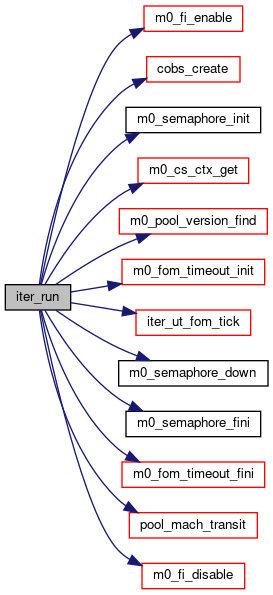 m0_fi_enable
cobs_create
m0_semaphore_init
m0_cs_ctx_get
m0_pool_version_find
m0_fom_timeout_init
iter_run
iter_ut_fom_tick
m0_semaphore_down
m0_semaphore_fini
m0_fom_timeout_fini
pool_mach_transit
m0_fi_disable